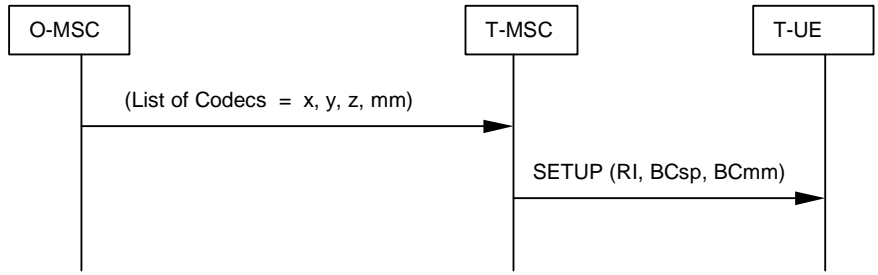 O-MSC
T-MSC
T-UE
(List of Codecs = x, y, z, mm)
SETUP (RI, BCsp, BCmm)